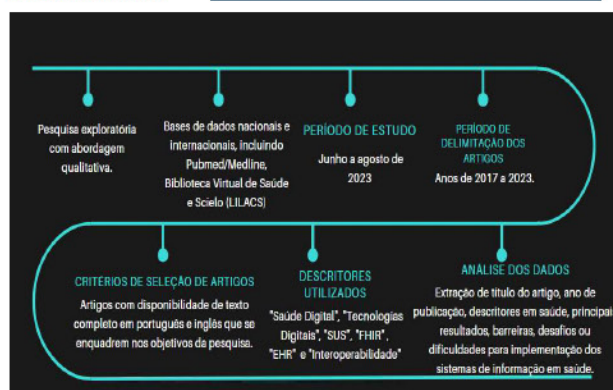 Pesquisa exploratória
com abordagem
qualitativa.
Bases de dados nacionais e
internacionais, incluindo
Pubmed/Medline,
Biblioteca Virtual de Saúde
e Scielo (LILACS)
PERÍODO DE ESTUDO
Junho a agosto de
2023
PERÍODO DE
DELIMITAÇÃO DOS
ARTIGOS
Anos de 2017 a 2023.
CRITÉRIOS DE SELEÇÃO DE ARTIGOS
Artigos com disponibilidade de texto
completo em português e inglês que se
enquadrem nos objetivos da pesquisa.
DESCRITORES
UTILIZADOS
"Saúde Digital", "Tecnologias
Digitais", "SUS", "FHIR",
"EHR" e "Interoperabilidade"
ANÁLISE DOS DADOS
Extração de título do artigo, ano de
publicação, descritores em saúde, principais
resultados, barreiras, desafios ou
dificuldades para implementação dos
sistemas de informação em saúde.